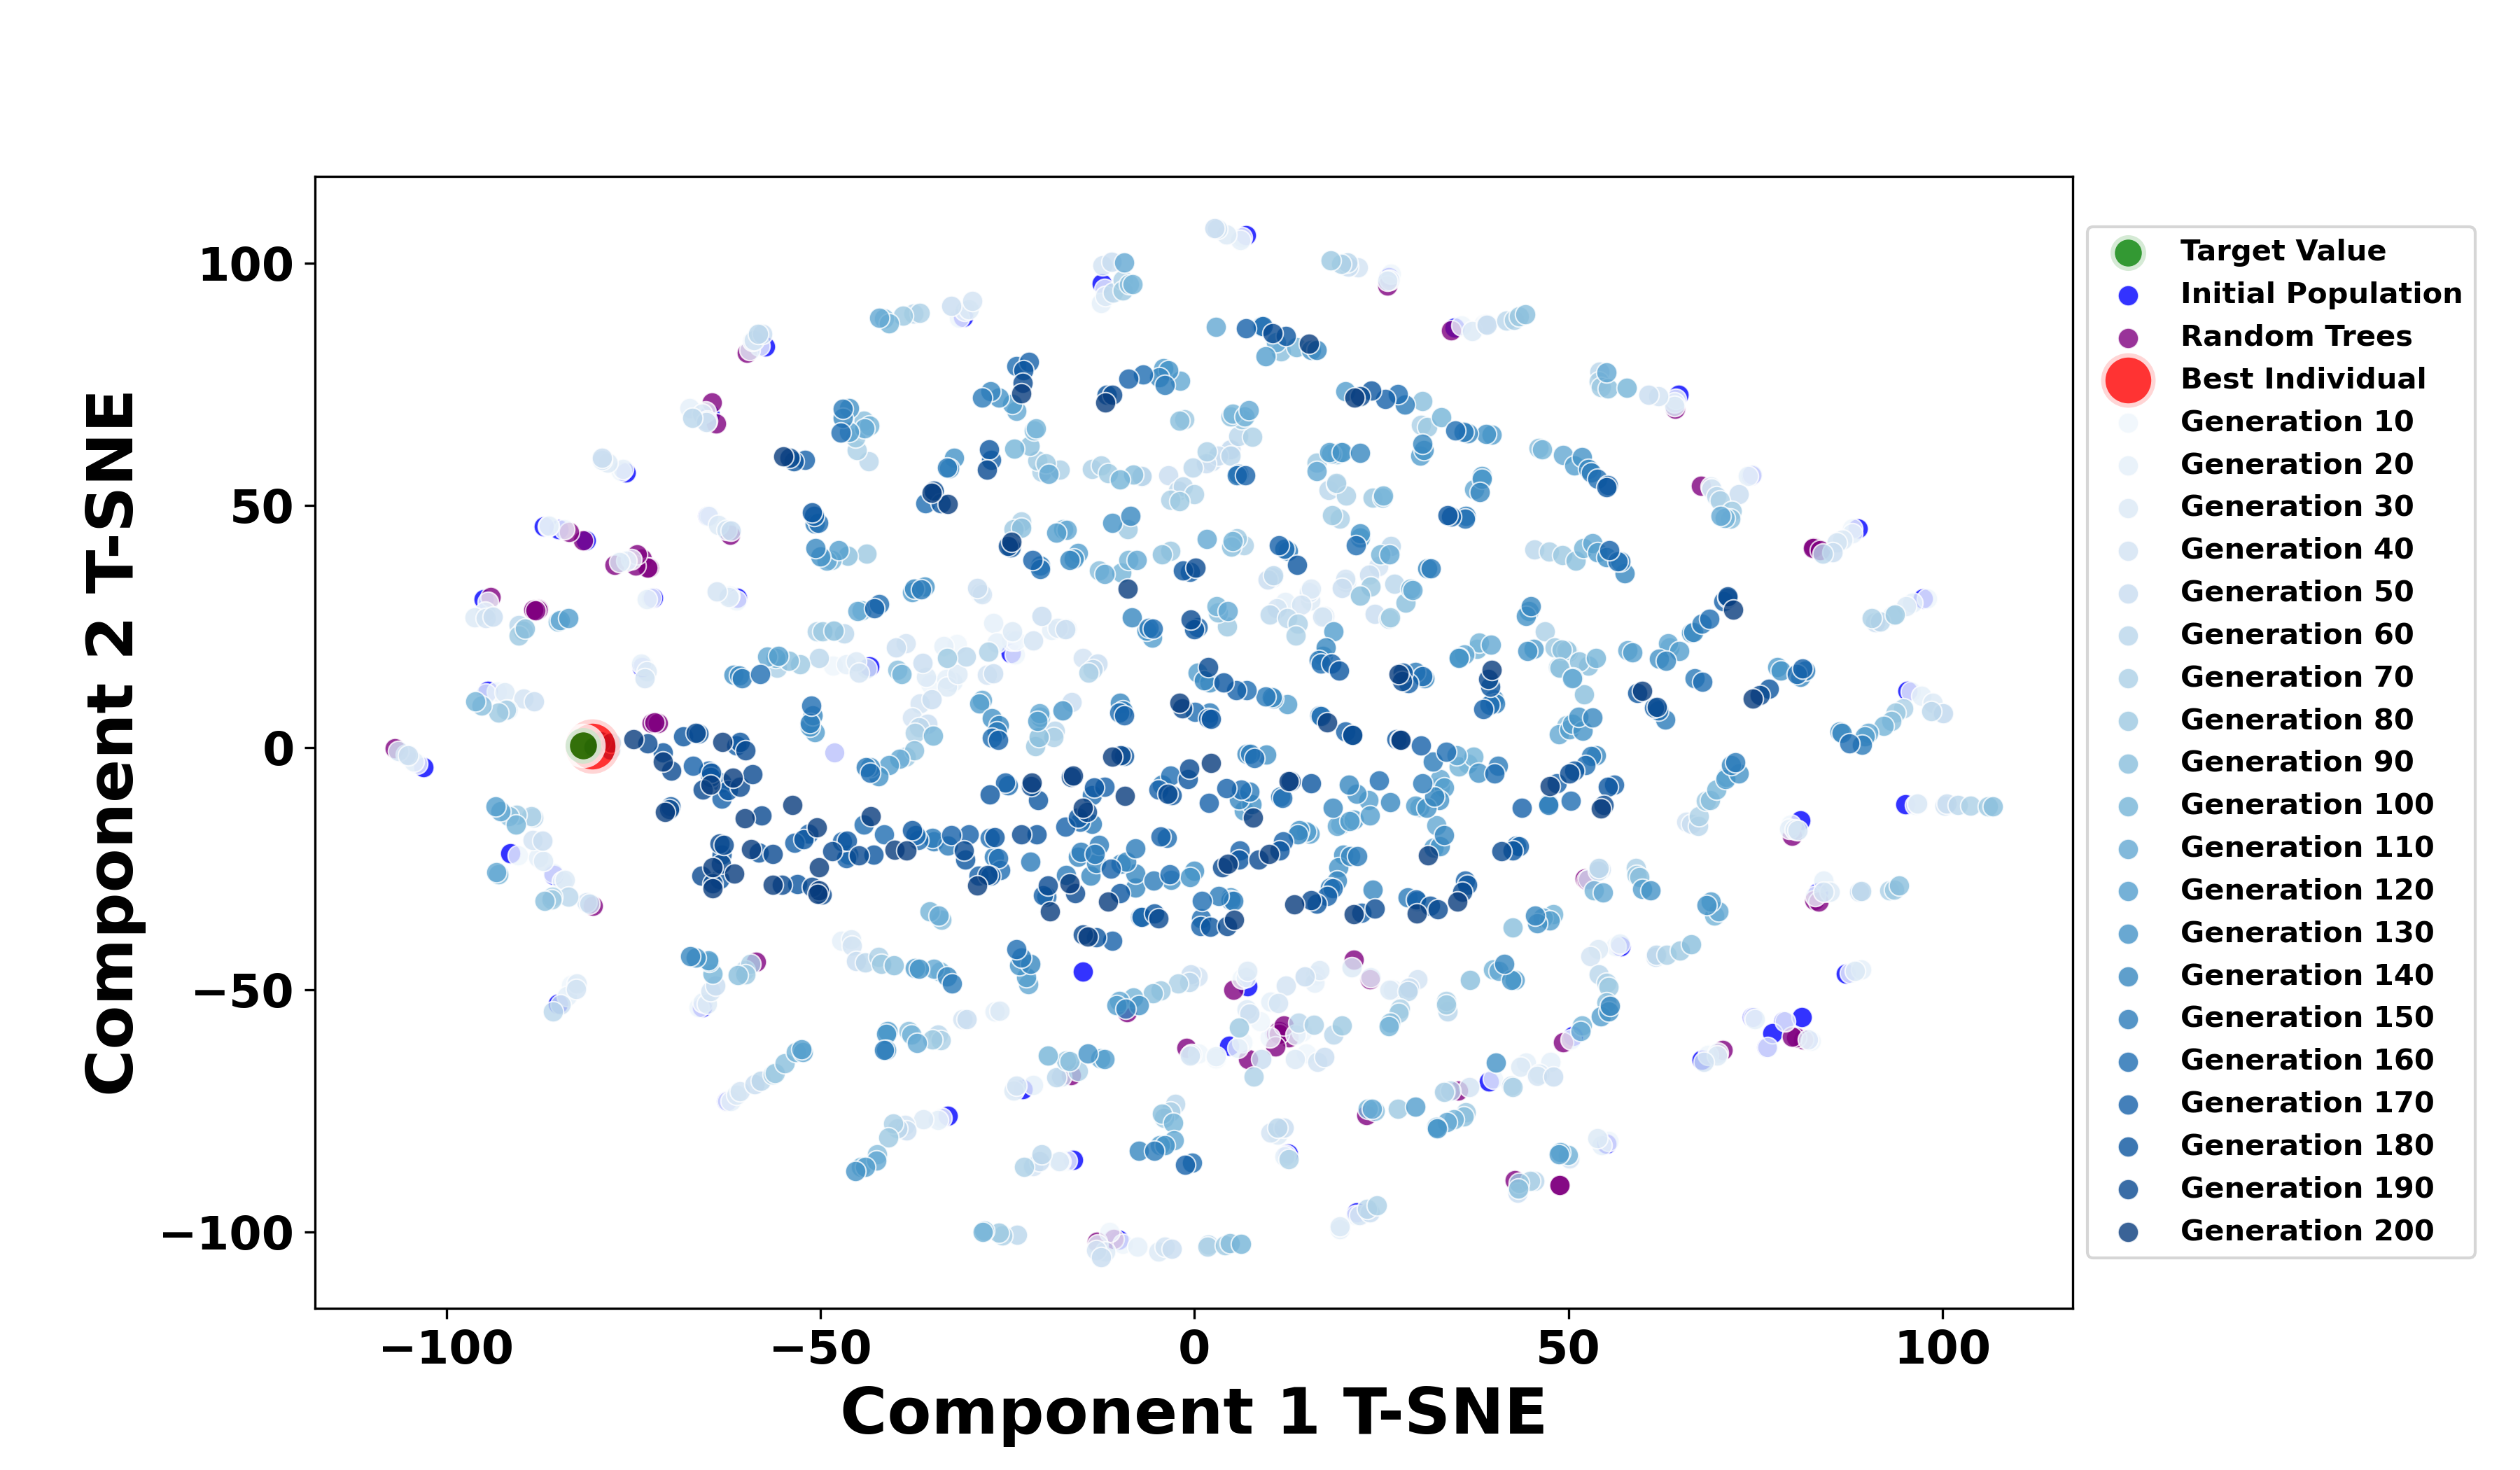 Component 2 T-SNE
100
50
0
−50
−100
−100
−50
0
50
100
Component 1 T-SNE
Target Value
Initial Population
Random Trees
Best Individual
Generation 10
Generation 20
Generation 30
Generation 40
Generation 50
Generation 60
Generation 70
Generation 80
Generation 90
Generation 100
Generation 110
Generation 120
Generation 130
Generation 140
Generation 150
Generation 160
Generation 170
Generation 180
Generation 190
Generation 200